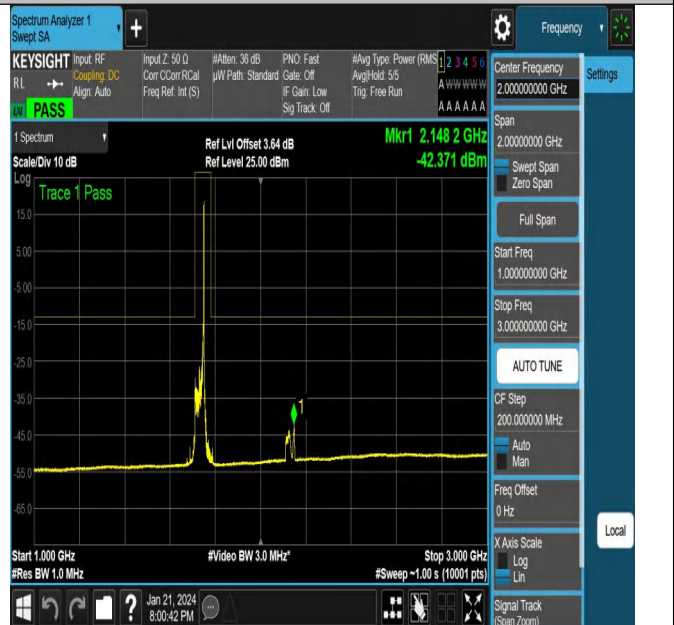 Spectrum Analyzer 1
Swept SA
Frequency
KEYSIGHT
RL
PASS
Input: RF
Coupling: DC
Align: Auto
Input Z: 50 Ω
Corr CCorr RCal
Freq Ref: Int (S)
#Atten: 36 dB
µW Path: Standard
PNO: Fast
Gate: Off
IF Gain: Low
Sig Track: Off
#Avg Type: Power (RMS
Avg|Hold: 5/5
Trig: Free Run
1 2 3 4 5 6
A W W W W W
A A A A A A
1 Spectrum
Scale/Div 10 dB
Ref Lvl Offset 3.64 dB
Ref Level 25.00 dBm
Mkr1 2.148 2 GHz
-42.371 dBm
Log
Trace 1 Pass
15.0
5.00
-5.00
-15.0
-25.0
-35.0
-45.0
-55.0
-65.0
1
Start 1.000 GHz
#Res BW 1.0 MHz
#Video BW 3.0 MHz*
Stop 3.000 GHz
#Sweep ~1.00 s (10001 pts)
?
Jan 21, 2024
8:00:42 PM
Center Frequency
2.00000000 GHz
Settings
Span
2.00000000 GHz
Swept Span
Zero Span
Full Span
Start Freq
1.000000000 GHz
Stop Freq
3.000000000 GHz
AUTO TUNE
CF Step
200.000000 MHz
Auto
Man
Freq Offset
0 Hz
X Axis Scale
Log
Lin
Local
Signal Track
(Span Zoom)